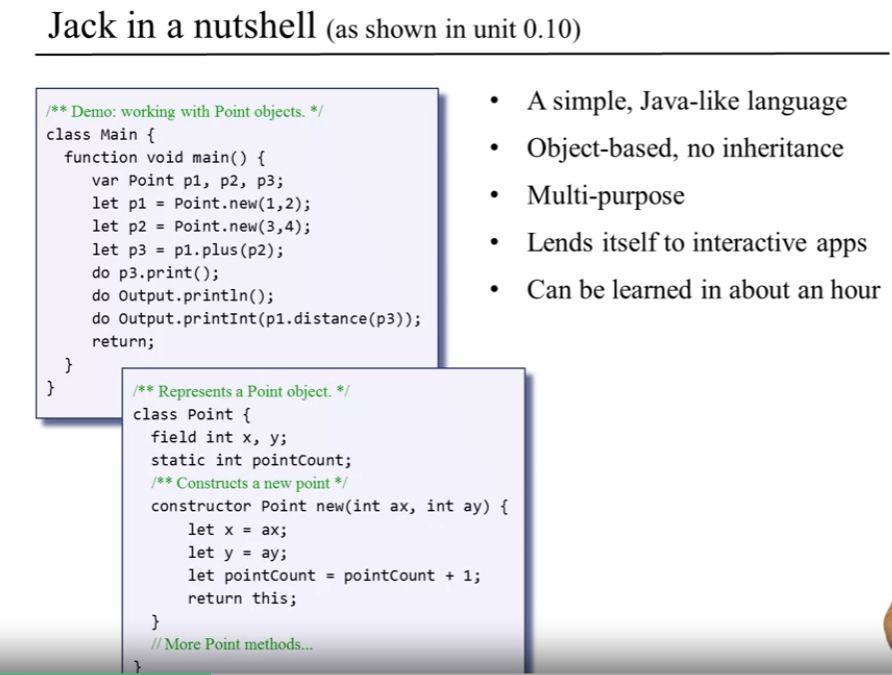 Jack in a nutshell (as shown in unit 0.10)
/** Demo: working with Point objects. */
class Main {
function void main() {
var Point p1, p2, p3;
let p1 = Point.new(1,2);
let p2 = Point.new(3,4);
let p3 = p1.plus(p2);
do p3.print();
do Output.println();
do Output.printInt(p1.distance(p3));
return;
}
}
/** Represents a Point object. */
class Point {
field int x, y;
static int pointCount;
/** Constructs a new point */
constructor Point new(int ax, int ay) {
let x = ax;
let y = ay;
let pointCount = pointCount + 1;
return this;
}
// More Point methods...
}
• A simple, Java-like language
• Object-based, no inheritance
• Multi-purpose
• Lends itself to interactive apps
• Can be learned in about an hour